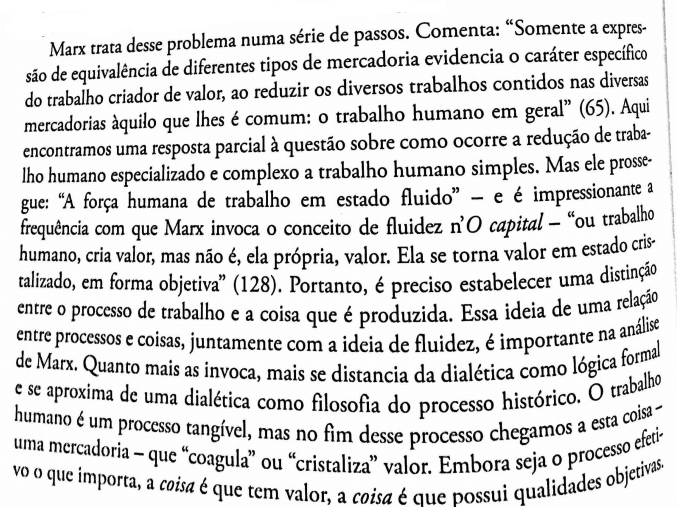 Marx trata desse problema numa série de passos. Comenta: “Somente a expres-
são de equivalência de diferentes tipos de mercadoria evidencia o caráter específico
do trabalho criador de valor, ao reduzir os diversos trabalhos contidos nas diversas
mercadorias àquilo que lhes é comum: o trabalho humano em geral” (65). Aqui
encontramos uma resposta parcial à questão sobre como ocorre a redução de traba-
lho humano especializado e complexo a trabalho humano simples. Mas ele prosse-
gue: “A força humana de trabalho em estado fluido” – e é impressionante a
frequência com que Marx invoca o conceito de fluidez n’O capital – “ou trabalho
humano, cria valor, mas não é, ela própria, valor. Ela se torna valor em estado cris-
talizado, em forma objetiva” (128). Portanto, é preciso estabelecer uma distinção
entre o processo de trabalho e a coisa que é produzida. Essa ideia de uma relação
entre processos e coisas, juntamente com a ideia de fluidez, é importante na análise
de Marx. Quanto mais as invoca, mais se distancia da dialética como lógica formal
e se aproxima de uma dialética como filosofia do processo histórico. O trabalho
humano é um processo tangível, mas no fim desse processo chegamos a esta coisa –
uma mercadoria – que “coagula” ou “cristaliza” valor. Embora seja o processo efeti-
vo o que importa, a coisa é que tem valor, a coisa é que possui qualidades objetivas.